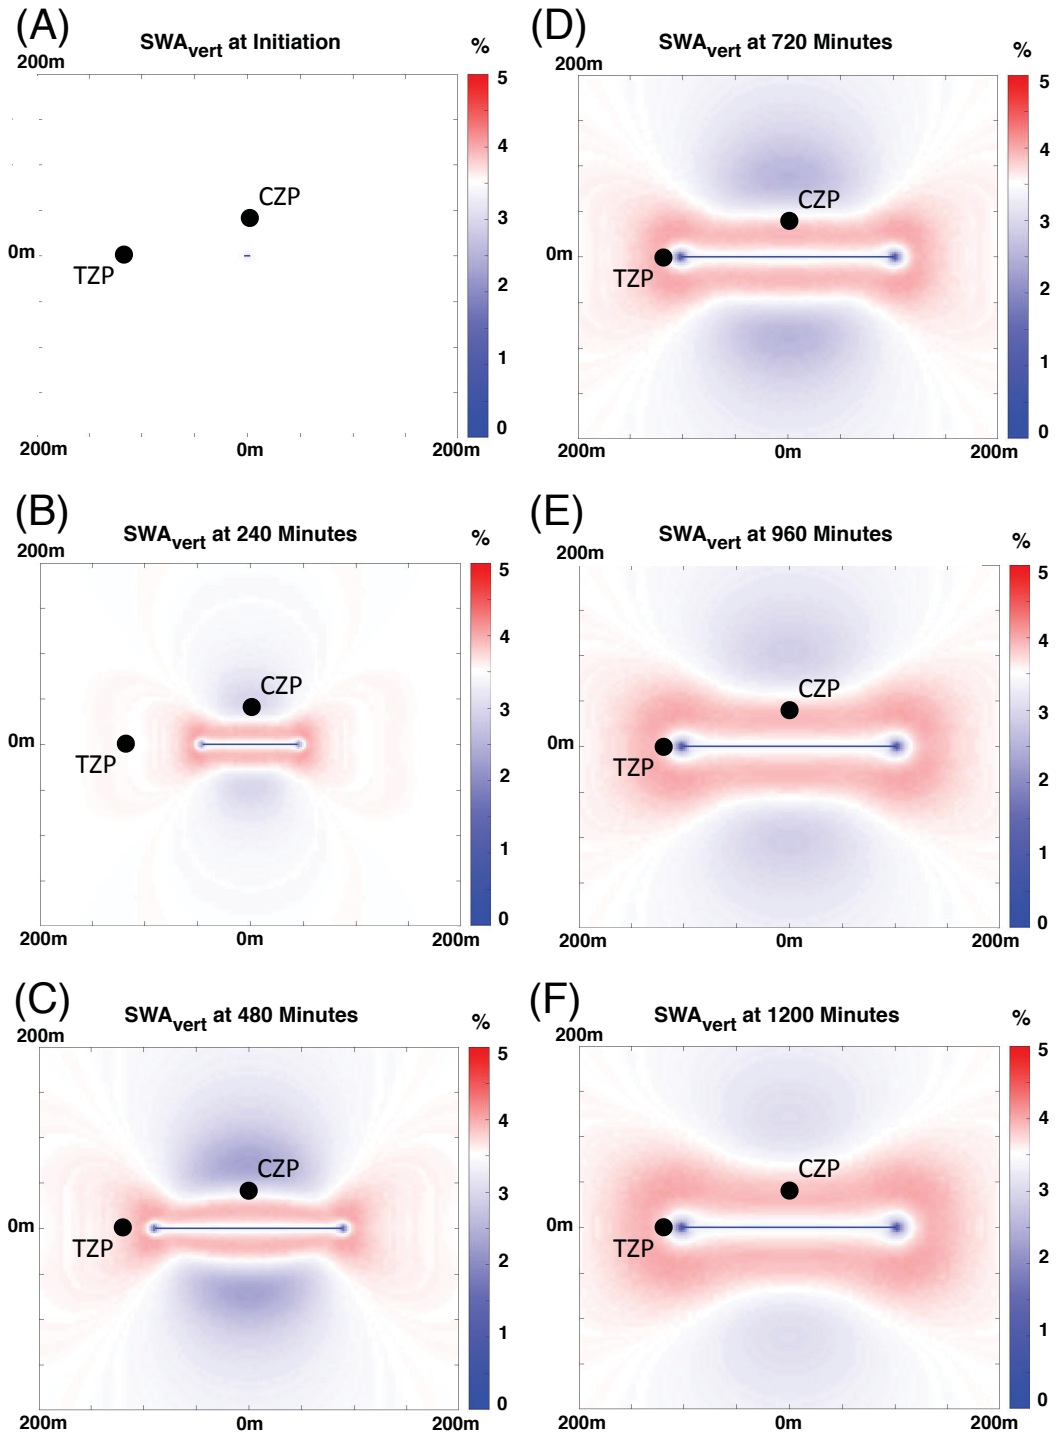 (A)
SWAvert at Initiation
%
200m
5
4
CZP
3
0m
TZP
2
1
0
200m
0m
200m
(B)
SWAvert at 240 Minutes
%
200m
5
4
CZP
3
0m
TZP
2
1
0
200m
0m
200m
(C)
SWAvert at 480 Minutes
%
200m
5
4
CZP
3
0m
TZP
2
1
0
200m
0m
200m
(D)
SWAvert at 720 Minutes
%
200m
5
4
CZP
3
0m
TZP
2
1
0
200m
0m
200m
(E)
SWAvert at 960 Minutes
%
200m
5
4
CZP
3
0m
TZP
2
1
0
200m
0m
200m
(F)
SWAvert at 1200 Minutes
%
200m
5
4
CZP
3
0m
TZP
2
1
0
200m
0m
200m